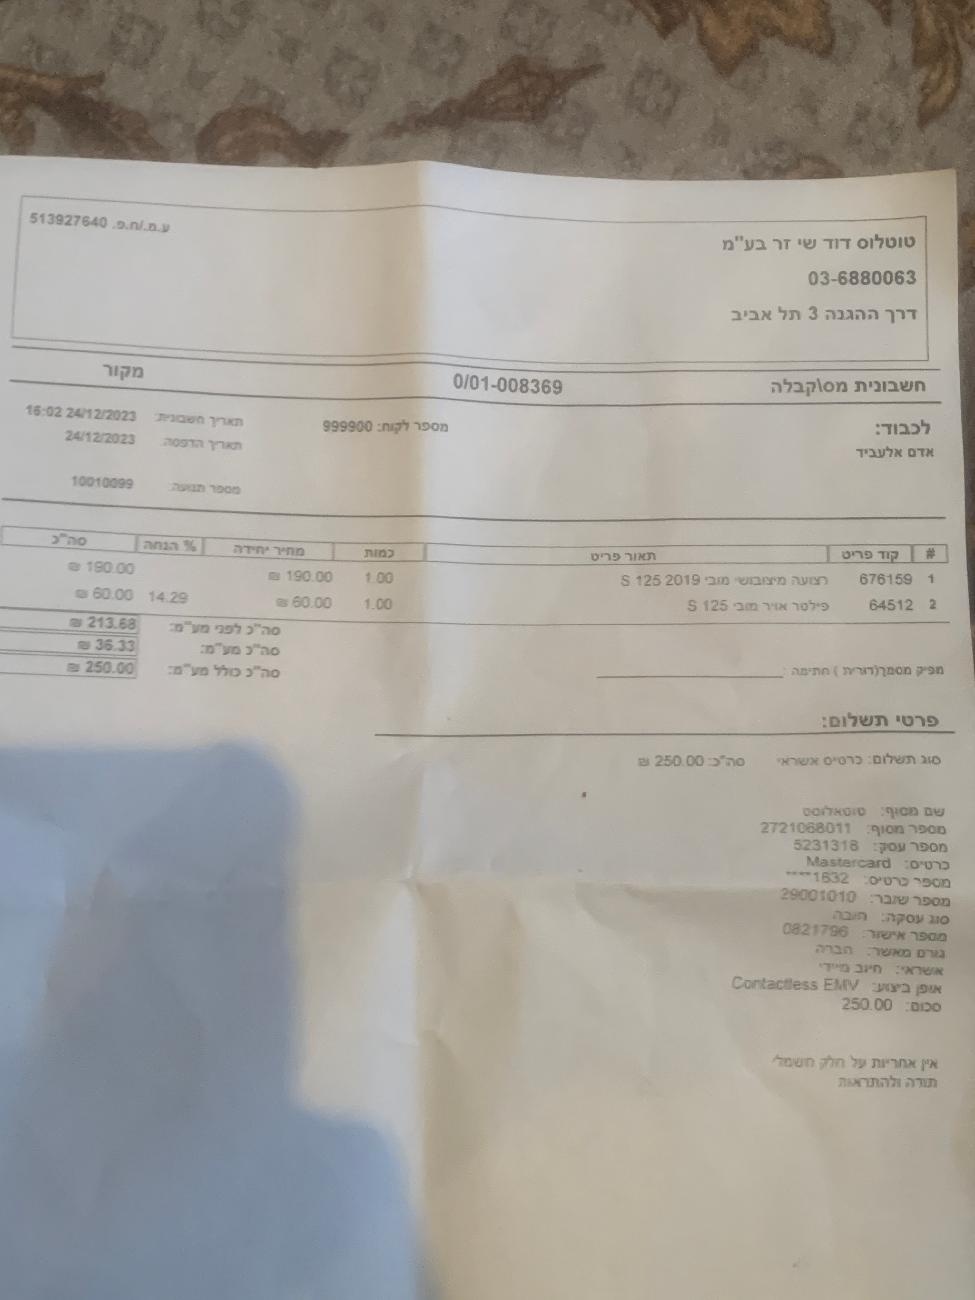 טוטלוס דוד שי זר בע"מ
ע.מ./ח.פ. 513927640
03-6880063
דרך ההגנה 3 תל אביב
חשבונית מס\קבלה 0/01-008369 מקור
לכבוד: מספר לקוח: 999900 תאריך חשבונית: 24/12/2023 16:02
אדם אלעביד תאריך הדפסה: 24/12/2023
מספר תנועה: 10010099
# קוד פריט תאור פריט כמות מחיר יחידה % הנחה סה"כ
1 676159 רצועה מיצובושי מובי 2019 125 S 1.00 190.00 ₪ 190.00 ₪
2 64512 פילטר אויר מובי 125 S 1.00 60.00 ₪ 14.29 60.00 ₪
סה"כ לפני מע"מ: 213.68 ₪
סה"כ מע"מ: 36.33 ₪
סה"כ כולל מע"מ: 250.00 ₪
מפיק מסמך(דורית ) חתימה :
פרטי תשלום:
סוג תשלום: כרטיס אשראי סה"כ: 250.00 ₪
שם מסוף: טוטאלוסט
מספר מסוף: 2721068011
מספר עסק: 5231318
כרטיס: Mastercard
מספר כרטיס: 1632****
מספר שובר: 29001010
סוג עסקה: חובה
מספר אישור: 0821796
גורם מאשר: חברה
אשראי: חיוב מיידי
אופן ביצוע: Contactless EMV
סכום: 250.00
אין אחריות על חלק חשמלי
תודה ולהתראות